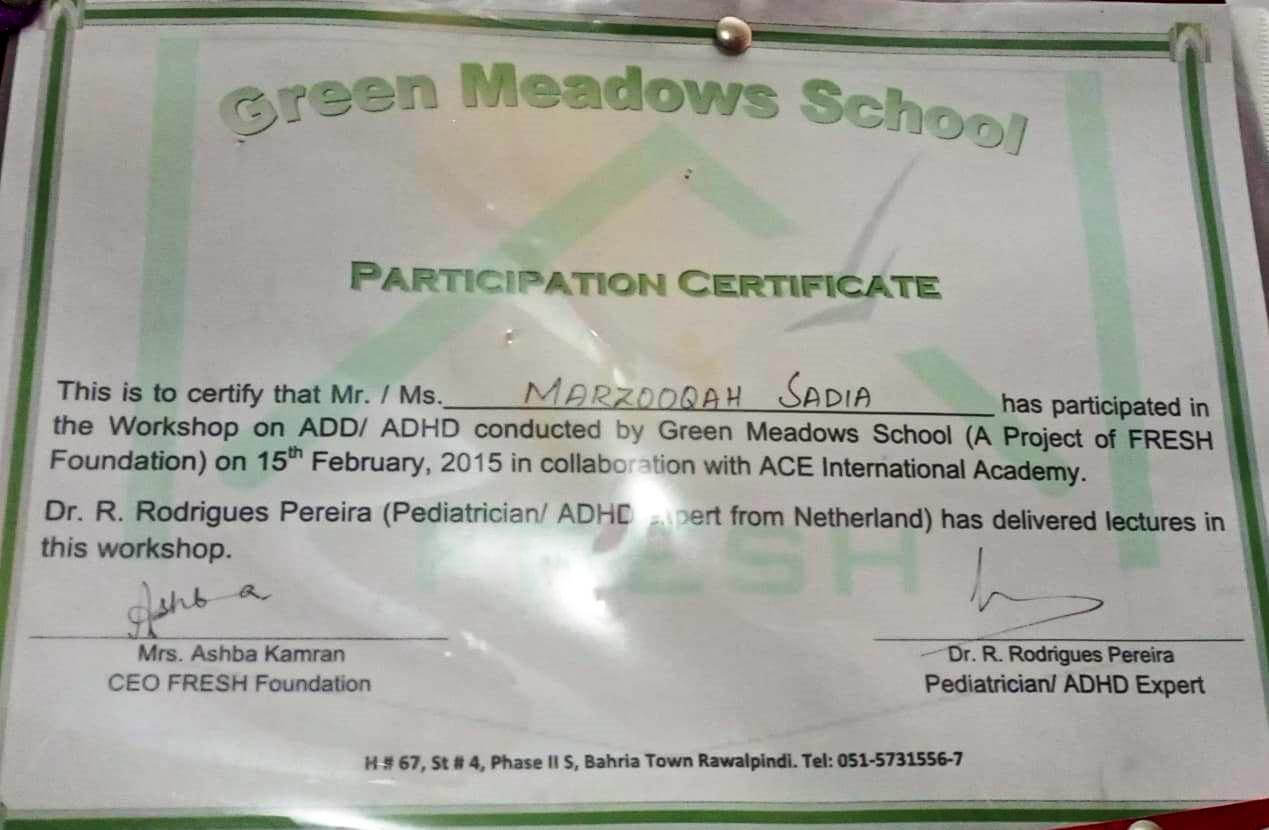 Green Meadows School
PARTICIPATION CERTIFICATE
This is to certify that Mr. / Ms. MARZOOQAH SADIA has participated in
the Workshop on ADD/ ADHD conducted by Green Meadows School (A Project of FRESH
Foundation) on 15th February, 2015 in collaboration with ACE International Academy.
Dr. R. Rodrigues Pereira (Pediatrician/ ADHD expert from Netherland) has delivered lectures in
this workshop.
FRESH
Ashba
Mrs. Ashba Kamran
CEO FRESH Foundation
Dr. R. Rodrigues Pereira
Pediatrician/ ADHD Expert
H # 67, St # 4, Phase II S, Bahria Town Rawalpindi. Tel: 051-5731556-7